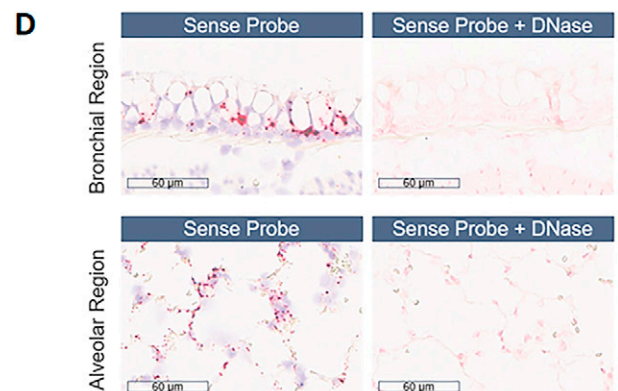 D
Sense Probe
Sense Probe + DNase
Bronchial Region
60 µm
60 µm
Sense Probe
Sense Probe + DNase
Alveolar Region
60 µm
60 µm